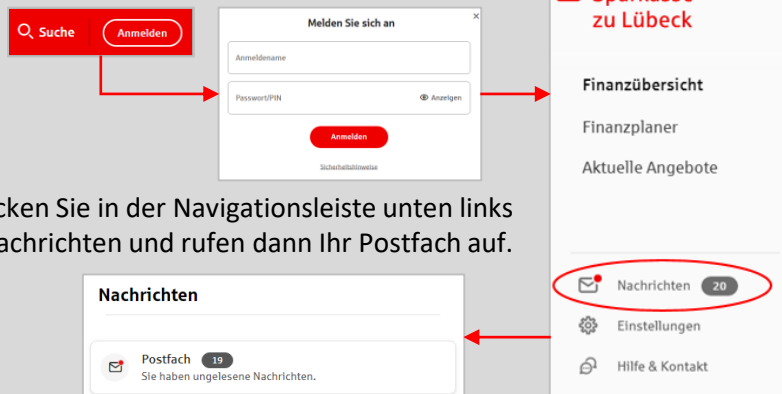 Suche
Anmelden
Melden Sie sich an
×
Anmeldename
Passwort/PIN
Anzeigen
Anmelden
Sicherheitshinweise
zu Lübeck
Finanzübersicht
Finanzplaner
Aktuelle Angebote
Nachrichten 20
Einstellungen
Hilfe & Kontakt
Sie in der Navigationsleiste unten links
und rufen dann Ihr Postfach auf.
Nachrichten
Postfach 19
Sie haben ungelesene Nachrichten.